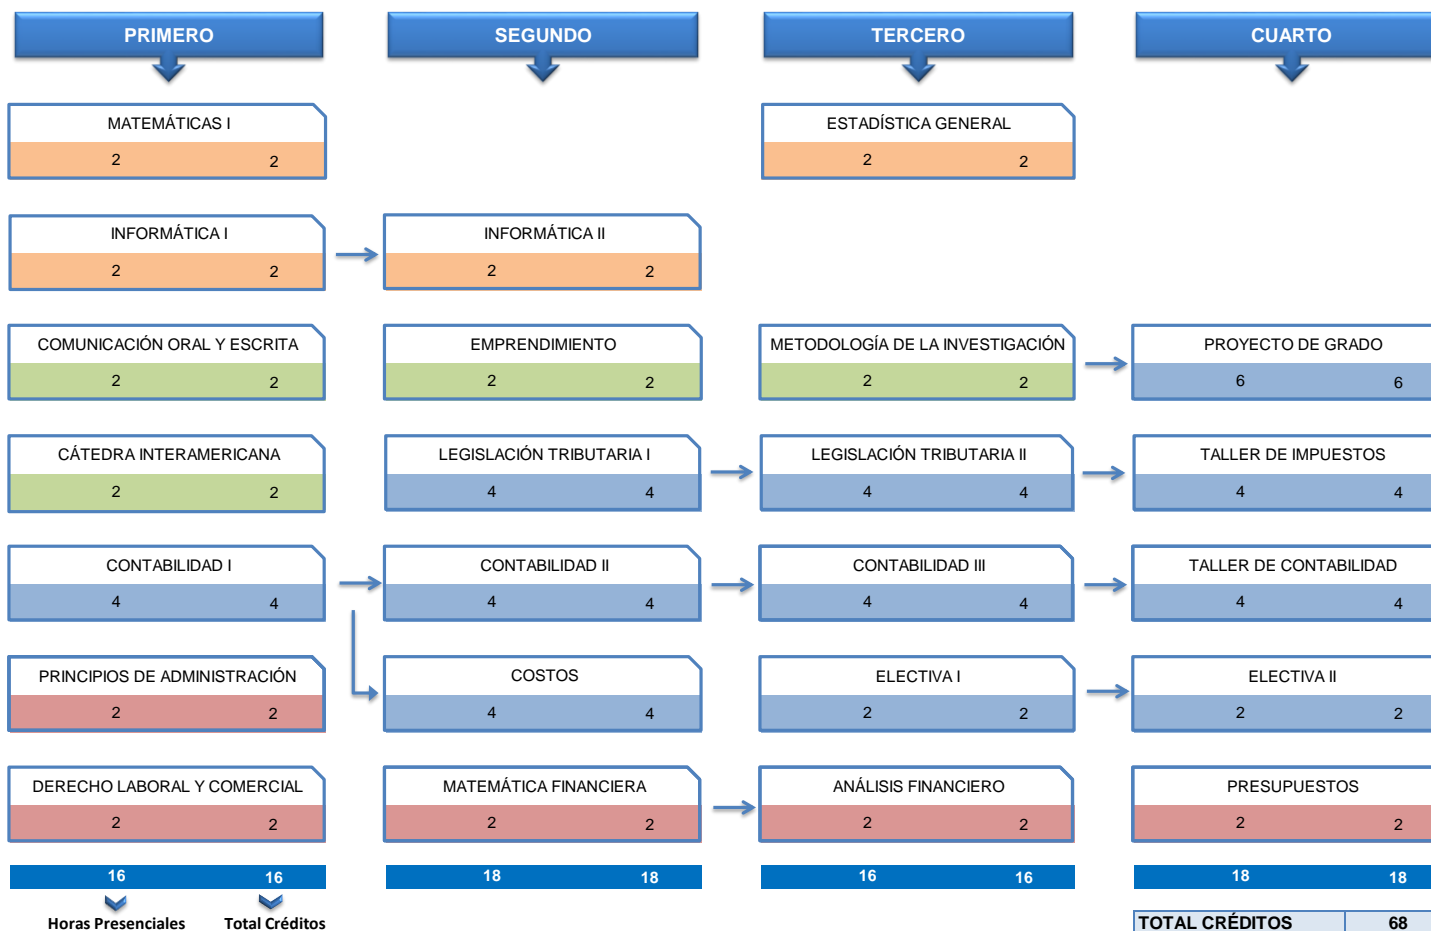 PRIMERO SEGUNDO TERCERO CUARTO
MATEMÁTICAS I ESTADÍSTICA GENERAL
2 2 2 2
INFORMÁTICA I INFORMÁTICA II
2 2 2 2
COMUNICACIÓN ORAL Y ESCRITA EMPRENDIMIENTO METODOLOGÍA DE LA INVESTIGACIÓN PROYECTO DE GRADO
2 2 2 2 2 2 6 6
CÁTEDRA INTERAMERICANA LEGISLACIÓN TRIBUTARIA I LEGISLACIÓN TRIBUTARIA II TALLER DE IMPUESTOS
2 2 4 4 4 4 4 4
CONTABILIDAD I CONTABILIDAD II CONTABILIDAD III TALLER DE CONTABILIDAD
4 4 4 4 4 4 4 4
PRINCIPIOS DE ADMINISTRACIÓN COSTOS ELECTIVA I ELECTIVA II
2 2 4 4 2 2 2 2
DERECHO LABORAL Y COMERCIAL MATEMÁTICA FINANCIERA ANÁLISIS FINANCIERO PRESUPUESTOS
2 2 2 2 2 2 2 2
16 16 18 18 16 16 18 18
Horas Presenciales Total Créditos TOTAL CRÉDITOS 68